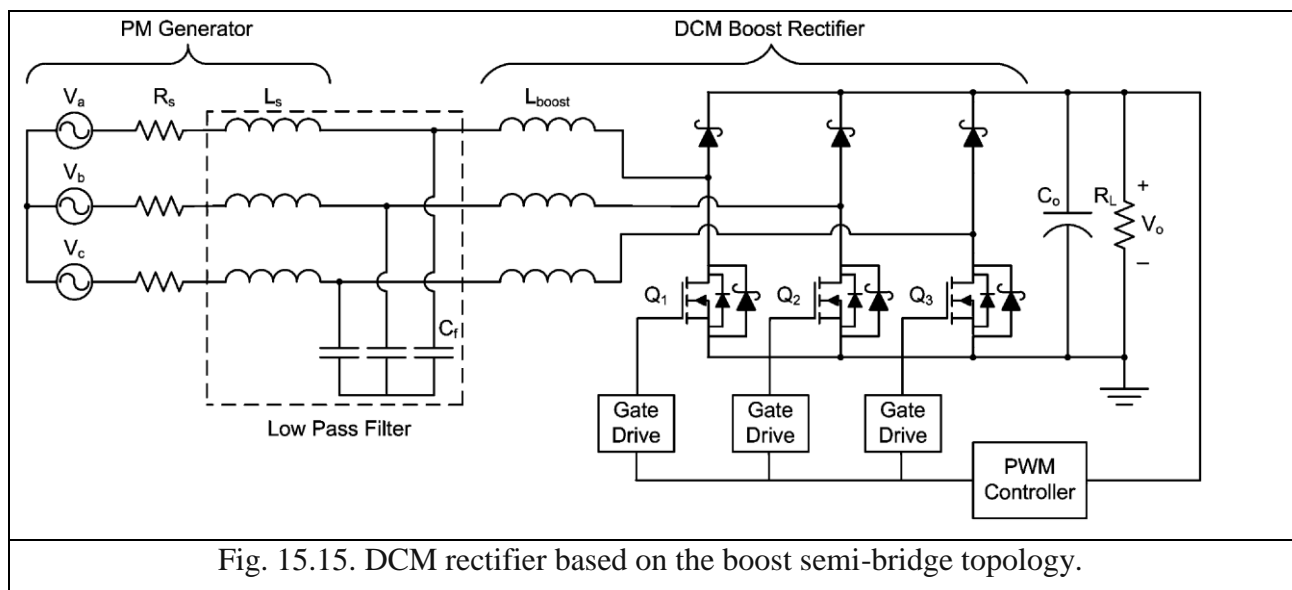 PM Generator
DCM Boost Rectifier
Va
Rs
Ls
Lboost
Vb
Vc
Cf
Low Pass Filter
Q1
Q2
Q3
Co
RL
+
Vo
–
Gate
Drive
Gate
Drive
Gate
Drive
PWM
Controller
Fig. 15.15. DCM rectifier based on the boost semi-bridge topology.